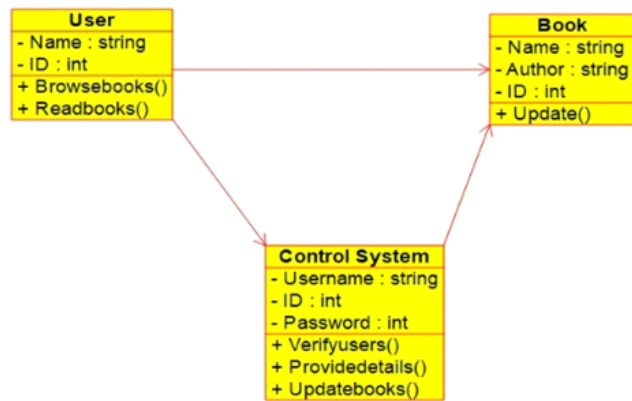 User
- Name : string
- ID : int
+ Browsebooks()
+ Readbooks()
Book
- Name : string
- Author : string
- ID : int
+ Update()
Control System
- Username : string
- ID : int
- Password : int
+ Verifyusers()
+ Providedetails()
+ Updatebooks()